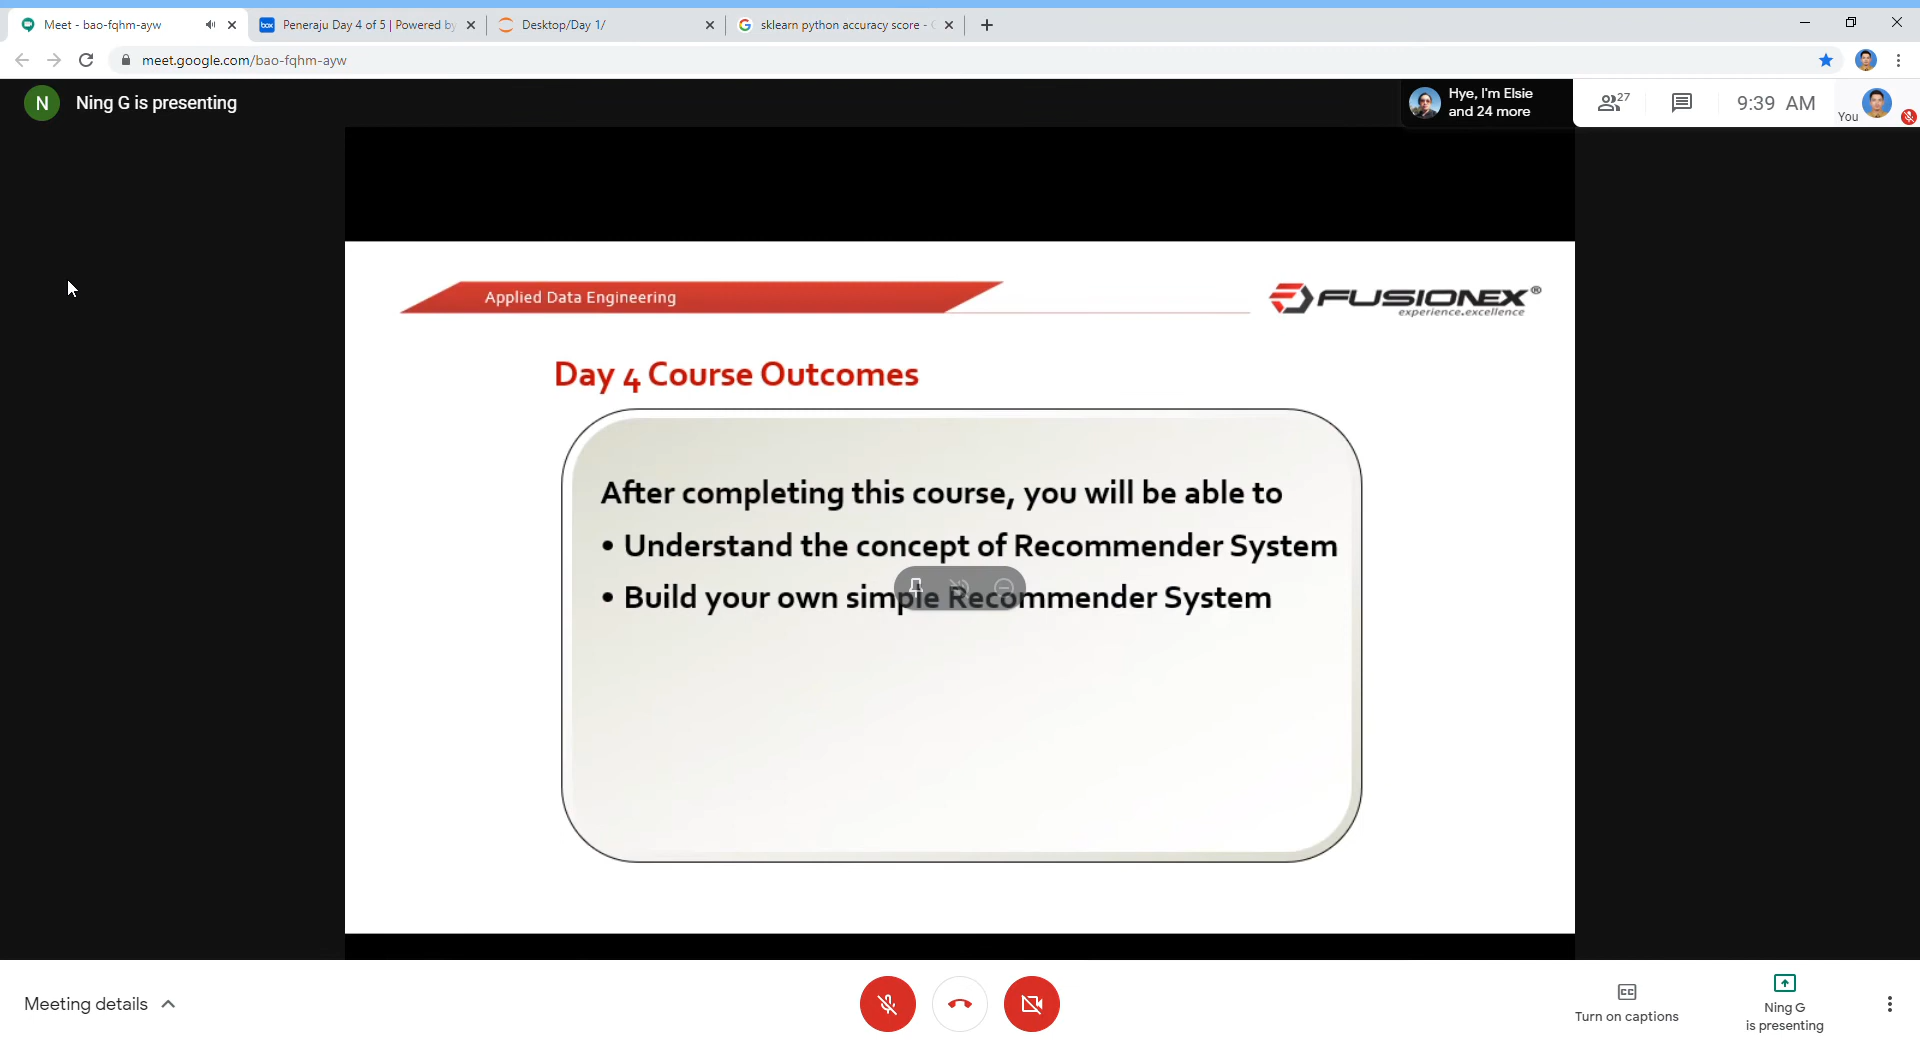 Meet - bao-fqhm-ayw
Peneraju Day 4 of 5 | Powered by
Desktop/Day 1/
sklearn python accuracy score -
meet.google.com/bao-fqhm-ayw
N
Ning G is presenting
Hye, I'm Elsie
and 24 more
27
9:39 AM
You
Applied Data Engineering
FUSIONEX®
experience.excellence
Day 4 Course Outcomes
After completing this course, you will be able to
• Understand the concept of Recommender System
• Build your own simple Recommender System
Meeting details
CC
Turn on captions
Ning G
is presenting